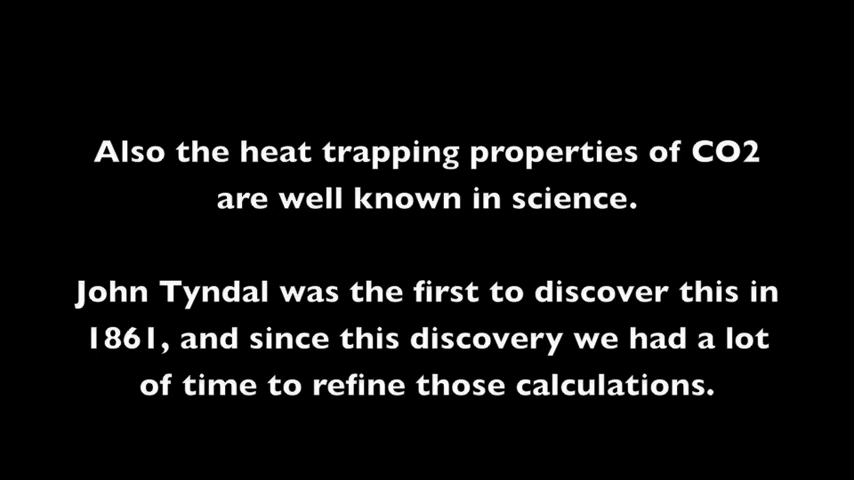 Also the heat trapping properties of CO2
are well known in science.
John Tyndal was the first to discover this in
1861, and since this discovery we had a lot
of time to refine those calculations.